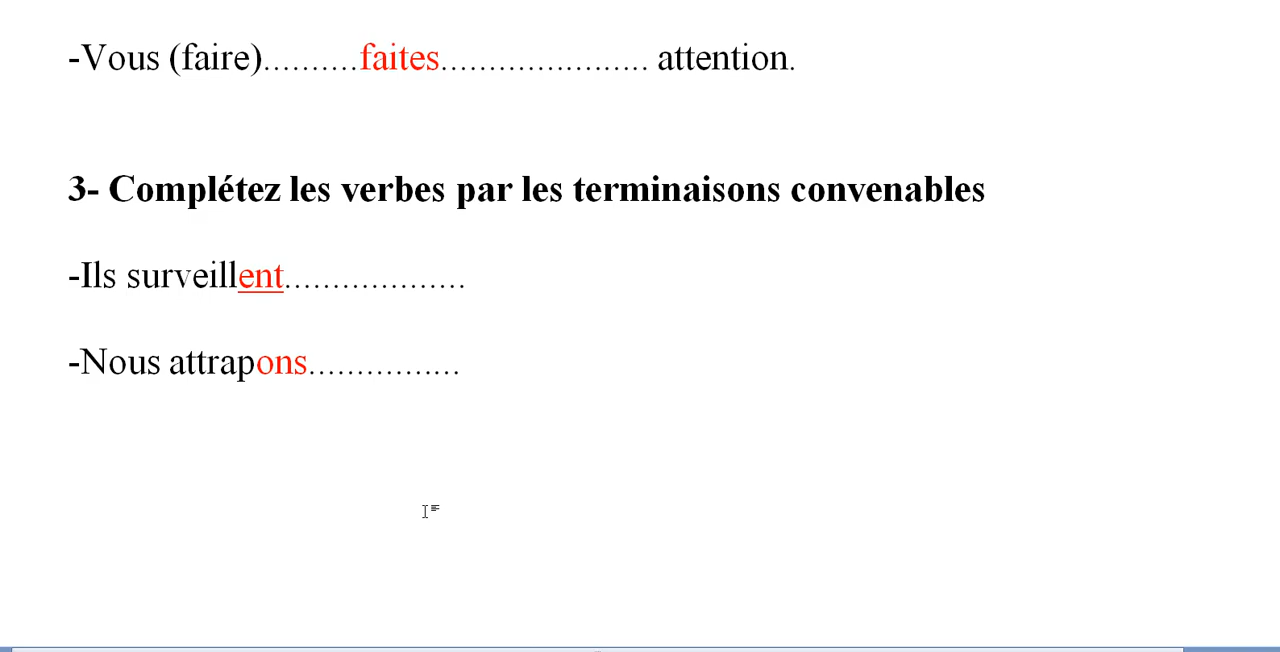 -Vous (faire)..........faites...................... attention.
3- Complétez les verbes par les terminaisons convenables
-Ils surveillent...................
-Nous attrapons................